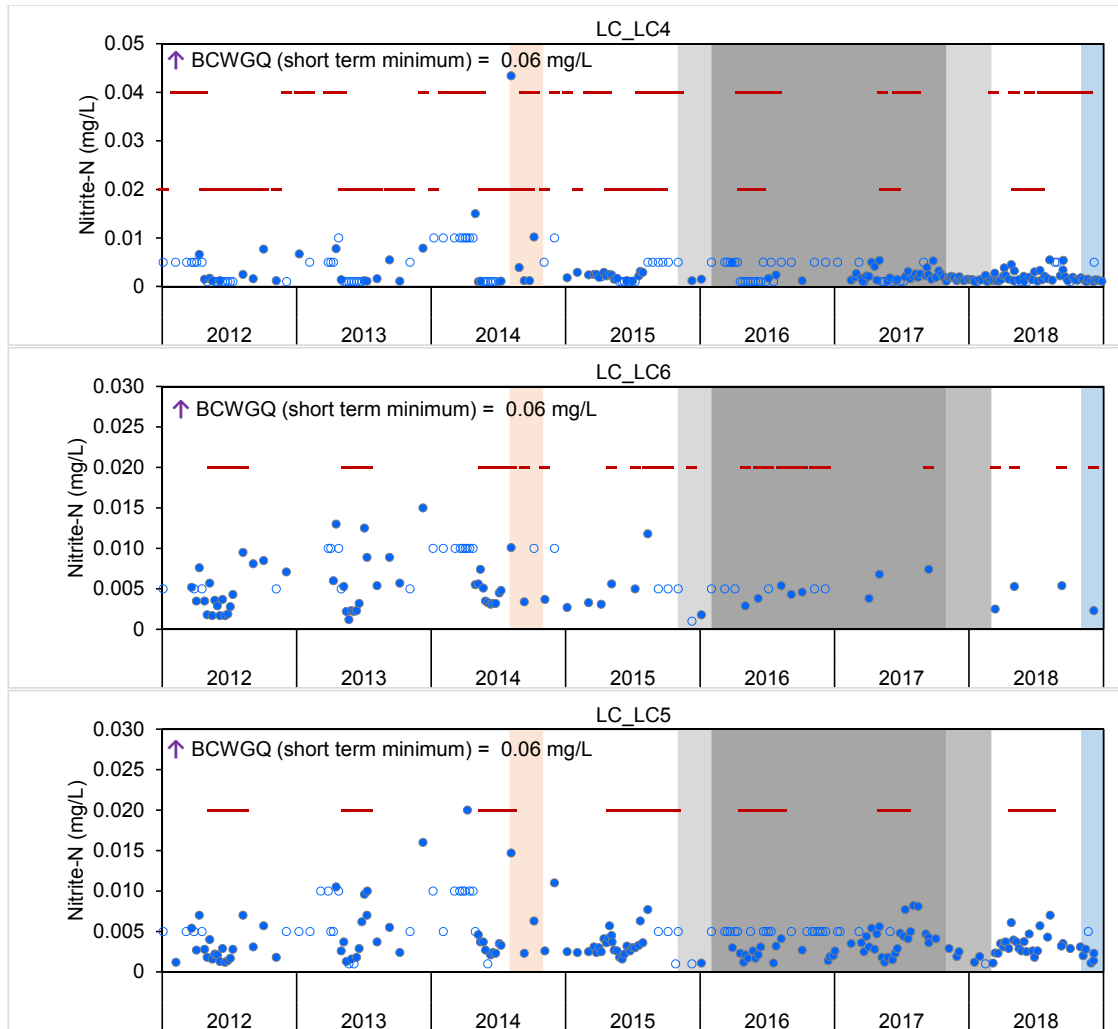 LC_LC4
Nitrite-N (mg/L)
↑ BCWGQ (short term minimum) = 0.06 mg/L
0.05
0.04
0.03
0.02
0.01
0
2012 2013 2014 2015 2016 2017 2018
LC_LC6
Nitrite-N (mg/L)
↑ BCWGQ (short term minimum) = 0.06 mg/L
0.030
0.025
0.020
0.015
0.010
0.005
0
2012 2013 2014 2015 2016 2017 2018
LC_LC5
Nitrite-N (mg/L)
↑ BCWGQ (short term minimum) = 0.06 mg/L
0.030
0.025
0.020
0.015
0.010
0.005
0.000
2012 2013 2014 2015 2016 2017 2018